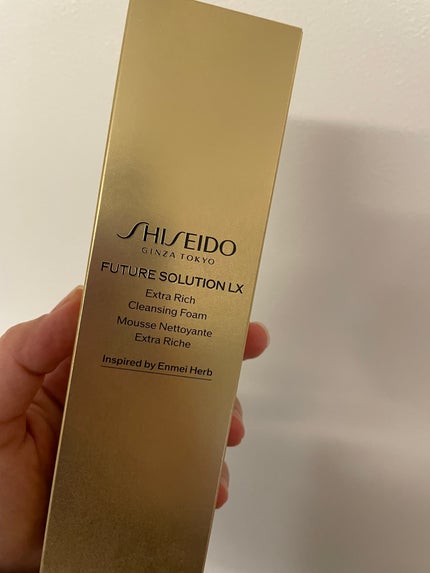 SHISEIDO
GINZA TOKYO
FUTURE SOLUTION LX
Extra Rich
Cleansing Foam
Mousse Nettoyante
Extra Riche
Inspired by Enmei Herb